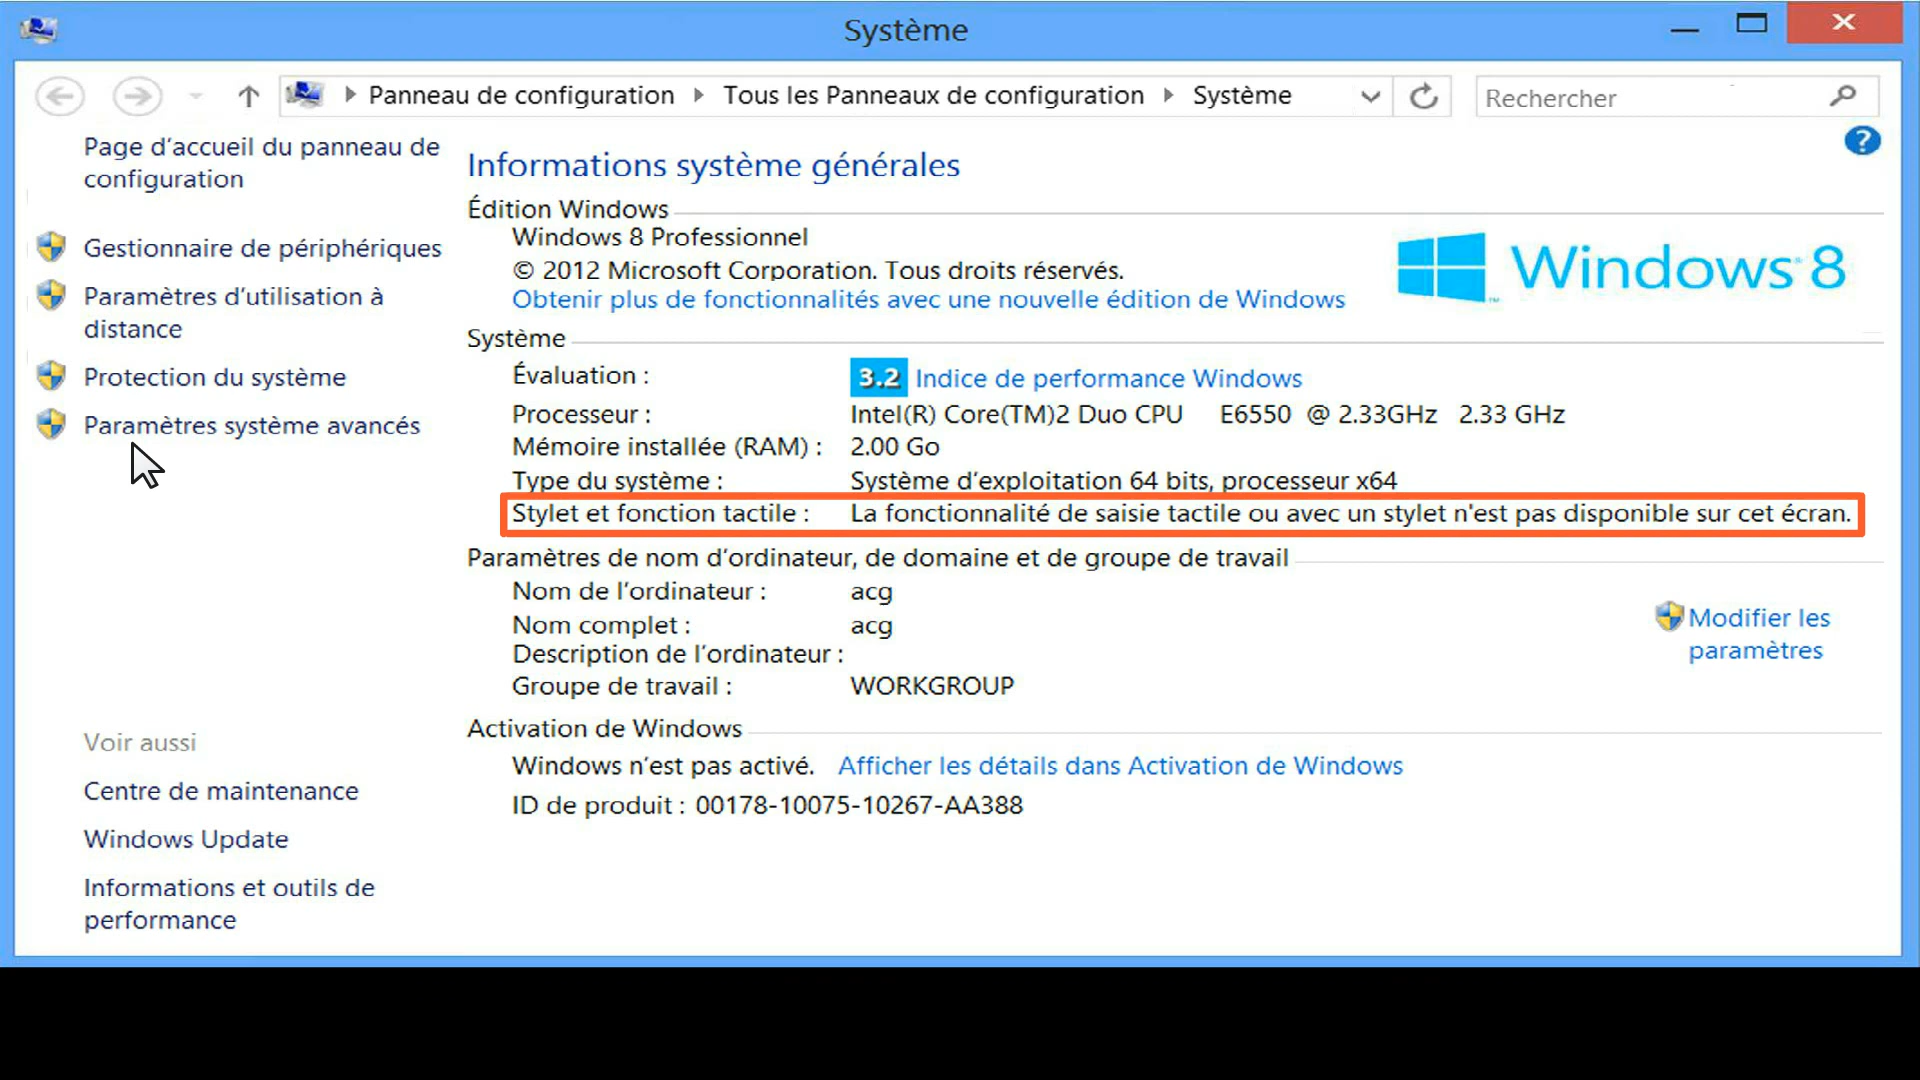 Système
Panneau de configuration Tous les Panneaux de configuration Système
Rechercher
Page d'accueil du panneau de
configuration
Gestionnaire de périphériques
Paramètres d'utilisation à
distance
Protection du système
Paramètres système avancés
Voir aussi
Centre de maintenance
Windows Update
Informations et outils de
performance
Informations système générales
Édition Windows
Windows 8 Professionnel
© 2012 Microsoft Corporation. Tous droits réservés.
Obtenir plus de fonctionnalités avec une nouvelle édition de Windows
Windows 8
Système
Évaluation : 3.2 Indice de performance Windows
Processeur : Intel(R) Core(TM)2 Duo CPU E6550 @ 2.33GHz 2.33 GHz
Mémoire installée (RAM) : 2.00 Go
Type du système : Système d'exploitation 64 bits, processeur x64
Stylet et fonction tactile : La fonctionnalité de saisie tactile ou avec un stylet n'est pas disponible sur cet écran.
Paramètres de nom d'ordinateur, de domaine et de groupe de travail
Nom de l'ordinateur : acg
Nom complet : acg
Description de l'ordinateur :
Groupe de travail : WORKGROUP
Modifier les
paramètres
Activation de Windows
Windows n'est pas activé. Afficher les détails dans Activation de Windows
ID de produit : 00178-10075-10267-AA388